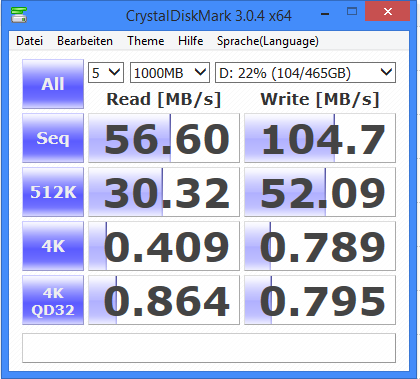 CrystalDiskMark 3.0.4 x64
Datei Bearbeiten Theme Hilfe Sprache(Language)
All 5 1000MB D: 22% (104/465GB)
Read [MB/s] Write [MB/s]
Seq 56.60 104.7
512K 30.32 52.09
4K 0.409 0.789
4K QD32 0.864 0.795